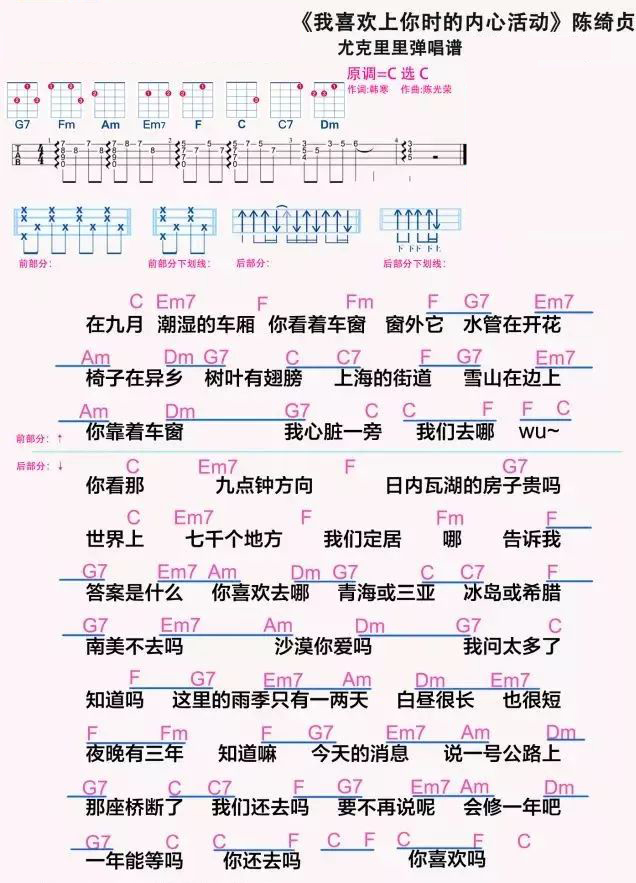 《我喜欢上你时的内心活动》陈绮贞
尤克里里弹唱谱
原调=C 选 C
作词:韩寒 作曲:陈光荣
G7 Fm Am Em7 F C C7 Dm
前部分: 前部分下划线: 后部分: 后部分下划线:
C Em7 F Fm F G7 Em7
在九月 潮湿的车厢 你看着车窗 窗外它 水管在开花
Am Dm G7 C C7 F G7 Em7
椅子在异乡 树叶有翅膀 上海的街道 雪山在边上
Am Dm G7 C C F F C
你靠着车窗 我心脏一旁 我们去哪 wu~
前部分:↑
后部分:↓
C Em7 F G7
你看那 九点钟方向 日内瓦湖的房子贵吗
C Em7 F Fm F
世界上 七千个地方 我们定居 哪 告诉我
G7 Em7 Am Dm G7 C C7 F
答案是什么 你喜欢去哪 青海或三亚 冰岛或希腊
G7 Em7 Am Dm G7 C
南美不去吗 沙漠你爱吗 我问太多了
F G7 Em7 Am Dm Em7
知道吗 这里的雨季只有一两天 白昼很长 也很短
F Fm F G7 Em7 Am Dm
夜晚有三年 知道嘛 今天的消息 说一号公路上
G7 C C7 F G7 Em7 Am Dm
那座桥断了 我们还去吗 要不再说呢 会修一年吧
G7 C C F C F C F C
一年能等吗 你还去吗 你喜欢吗